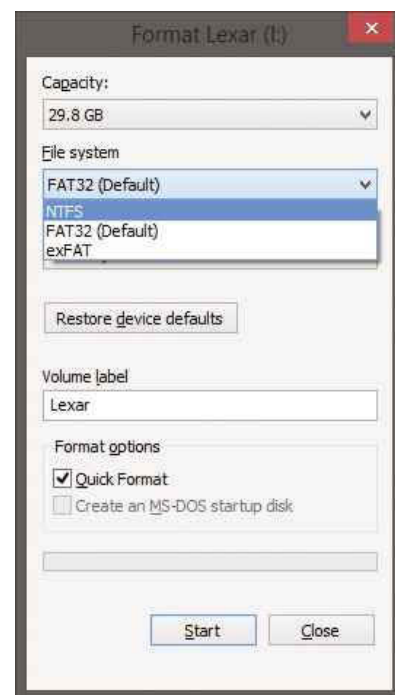 Format Lexar (I:)
Capacity:
29.8 GB
File system
FAT32 (Default)
NTFS
FAT32 (Default)
exFAT
Restore device defaults
Volume label
Lexar
Format options
Quick Format
Create an MS-DOS startup disk
Start
Close